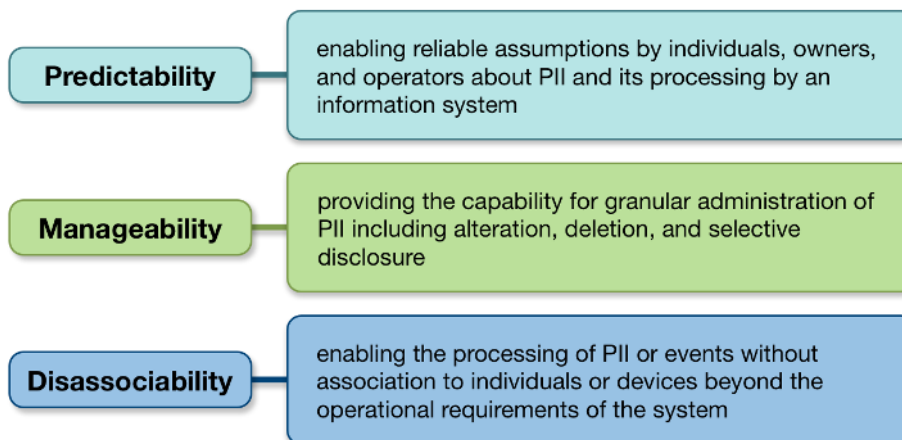 Predictability
enabling reliable assumptions by individuals, owners,
and operators about PII and its processing by an
information system
Manageability
providing the capability for granular administration of
PII including alteration, deletion, and selective
disclosure
Disassociability
enabling the processing of PII or events without
association to individuals or devices beyond the
operational requirements of the system